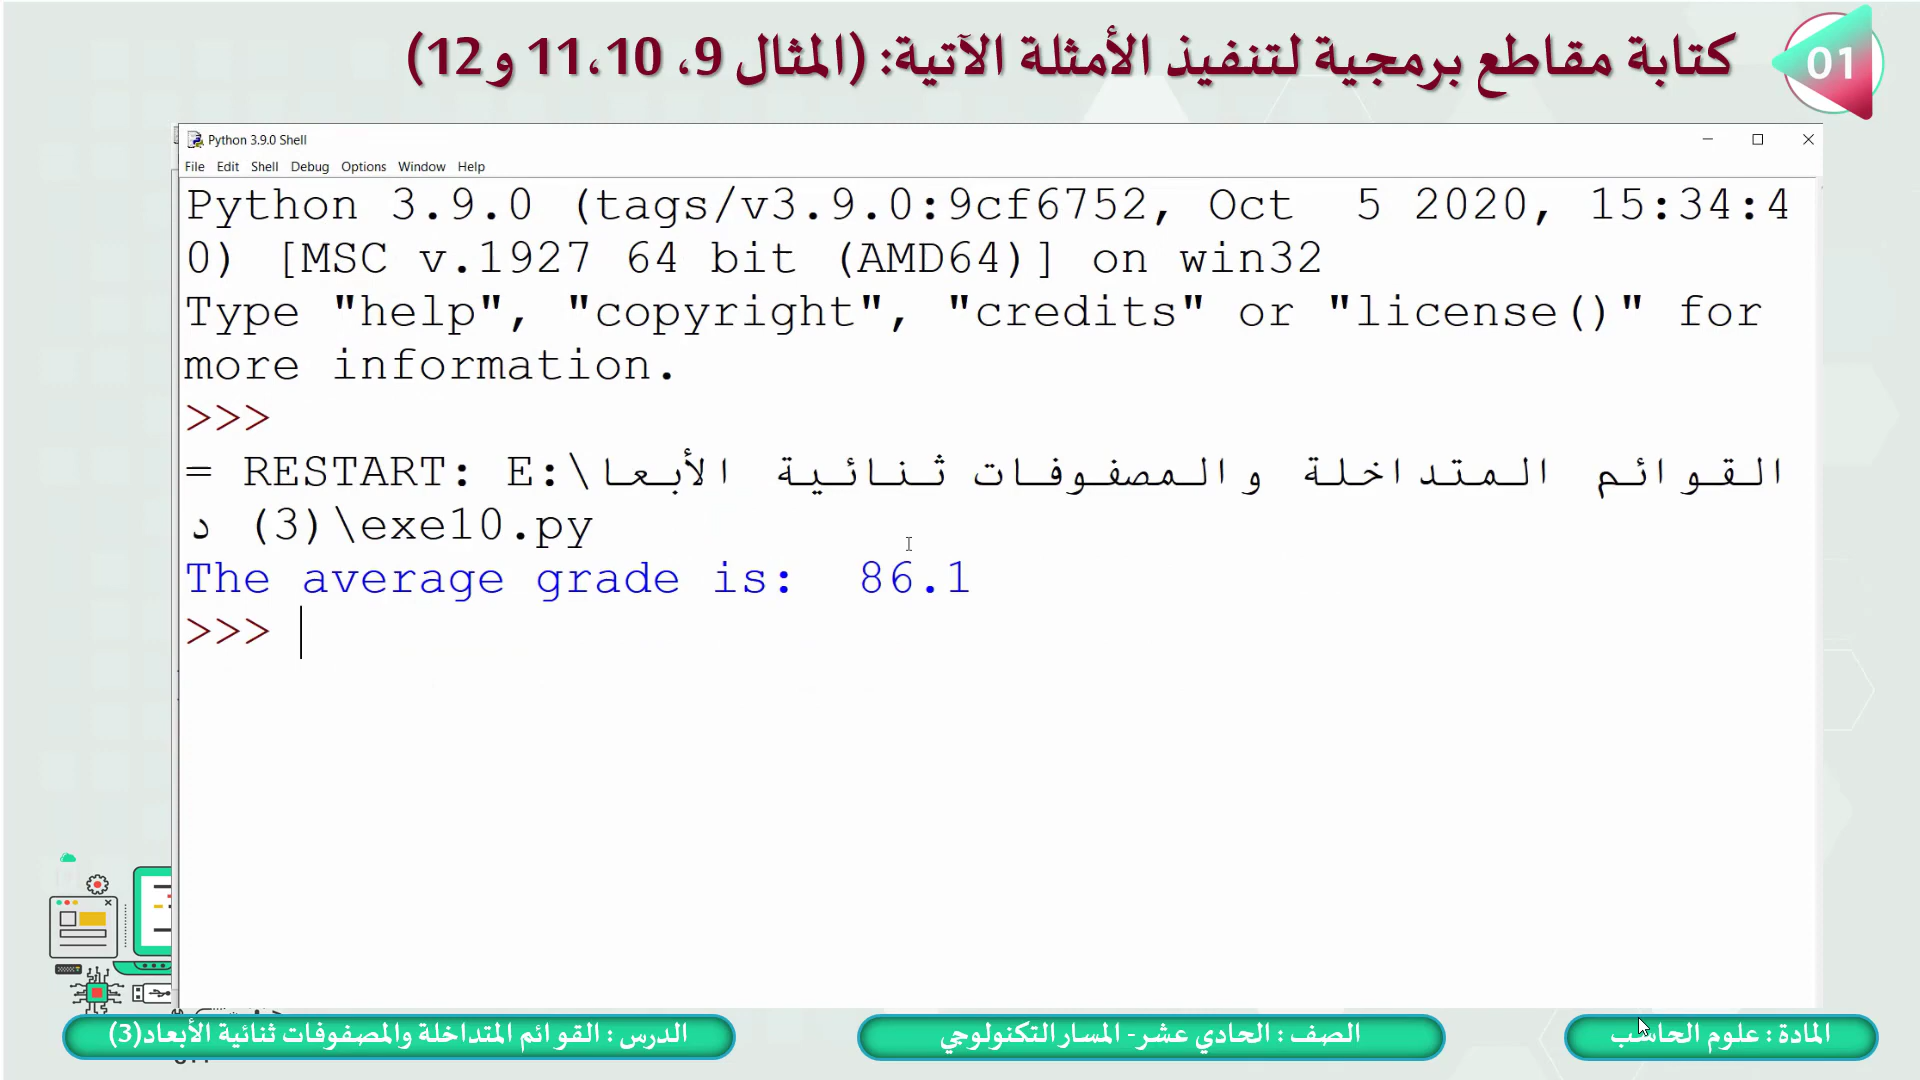 01
كتابة مقاطع برمجية لتنفيذ الأمثلة الآتية: (المثال 9، 10،11 و12)
Python 3.9.0 Shell
File Edit Shell Debug Options Window Help
Python 3.9.0 (tags/v3.9.0:9cf6752, Oct  5 2020, 15:34:4
0) [MSC v.1927 64 bit (AMD64)] on win32
Type "help", "copyright", "credits" or "license()" for
more information.
>>>
= RESTART: E:\القوائم المتداخلة والمصفوفات ثنائية الأبعا
د (3)\exe10.py
The average grade is:  86.1
>>>
المادة : علوم الحاسب
الصف : الحادي عشر- المسار التكنولوجي
الدرس : القوائم المتداخلة والمصفوفات ثنائية الأبعاد(3)